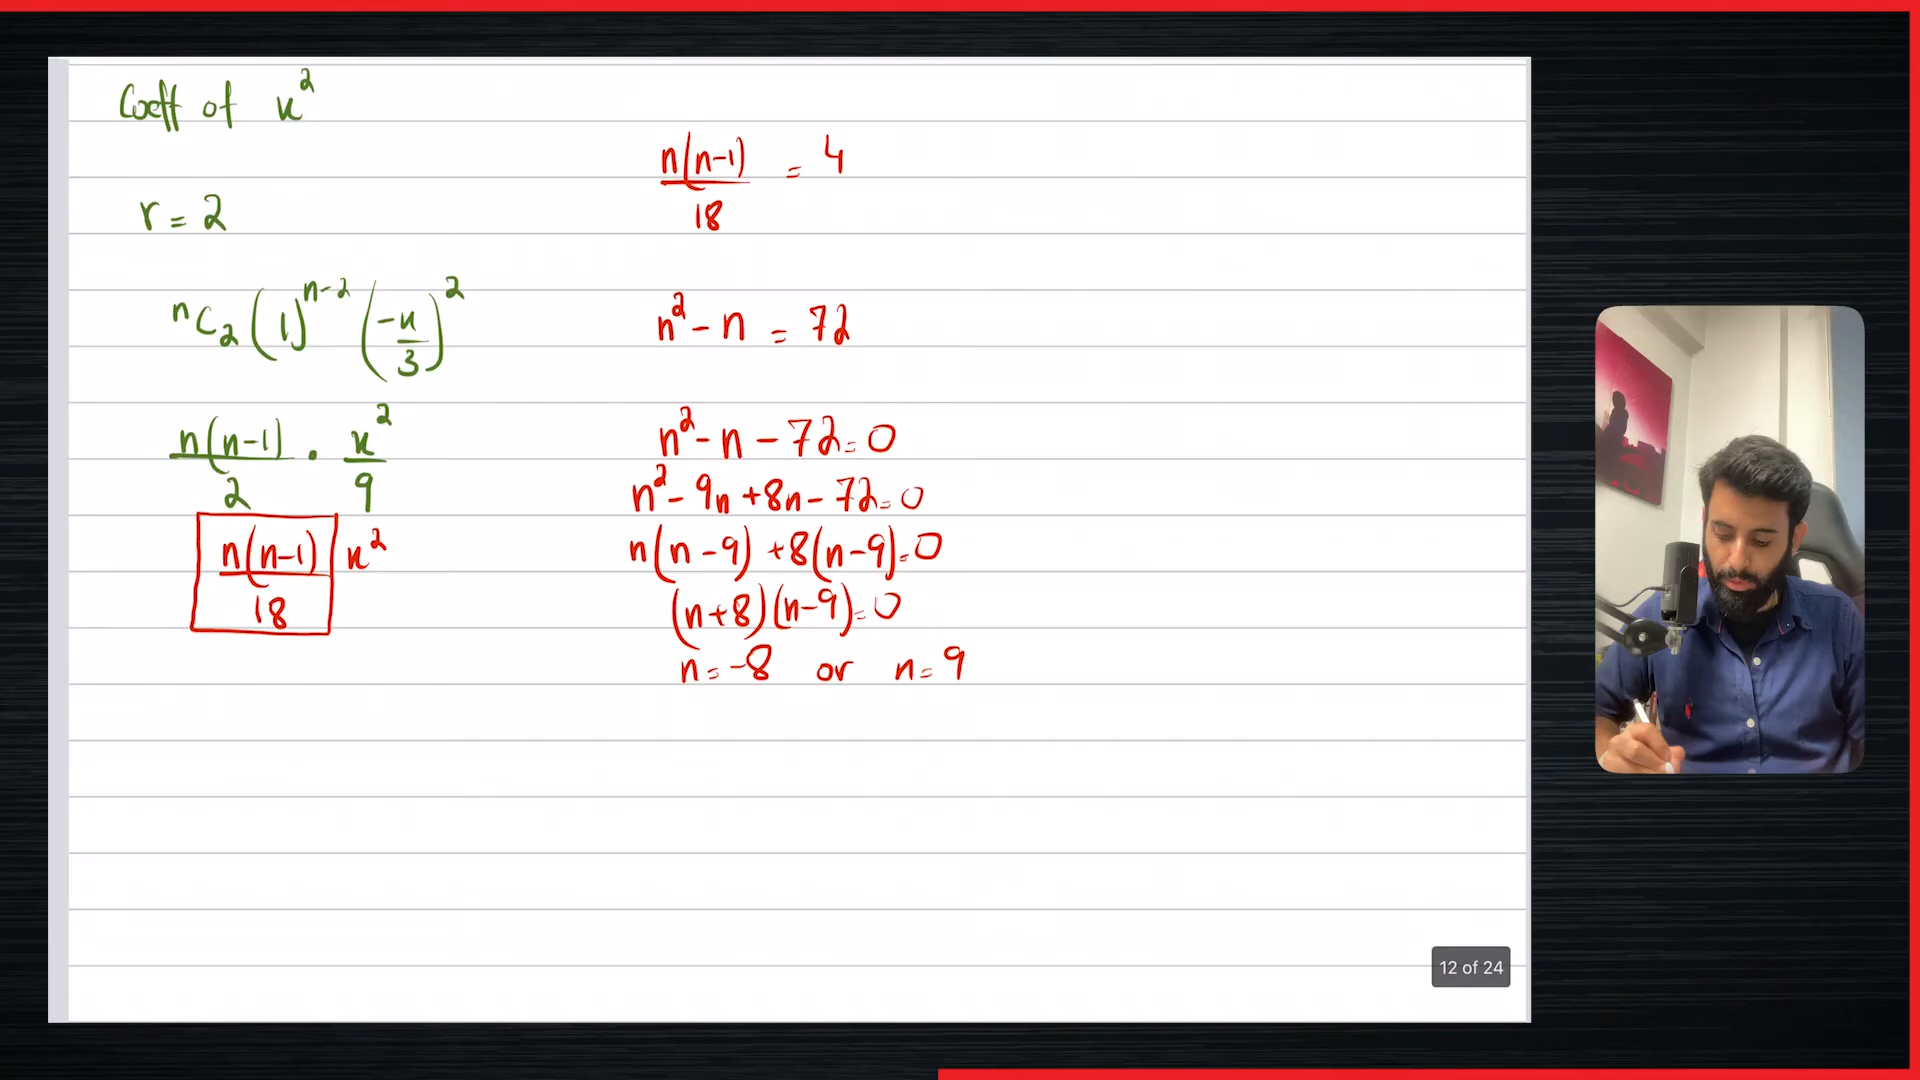 Coeff of x²
r = 2
ⁿC₂ (1)ⁿ⁻² (-x/3)²
n(n-1)/2 · x²/9
n(n-1)/18 x²
n(n-1)/18 = 4
n² - n = 72
n² - n - 72 = 0
n² - 9n + 8n - 72 = 0
n(n - 9) + 8(n - 9) = 0
(n + 8)(n - 9) = 0
n = -8 or n = 9
12 of 24